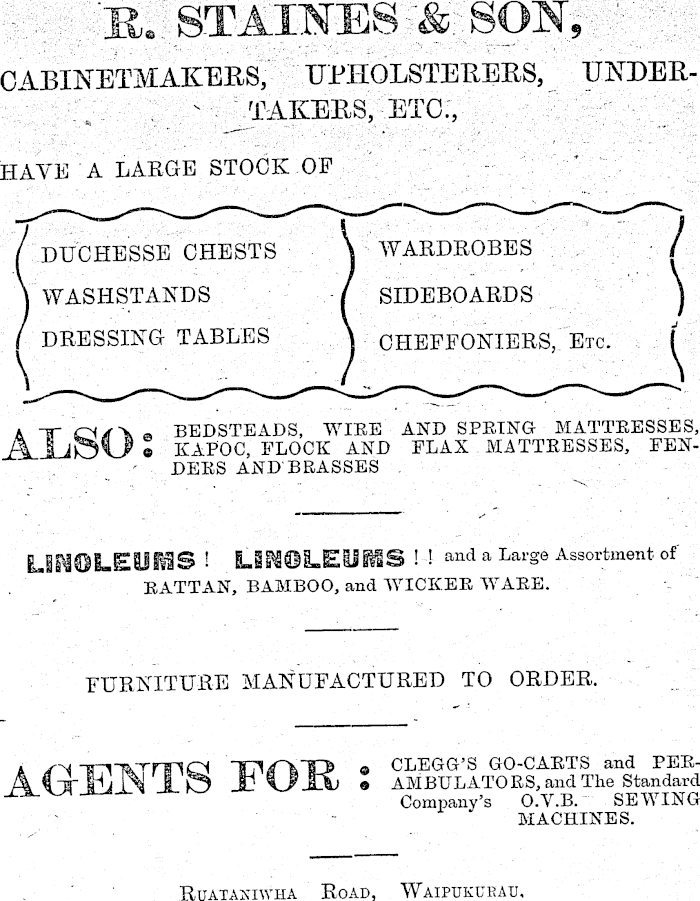 R. STAINES & SON,
CABINETMAKERS, UPHOLSTERERS, UNDER-
TAKERS, ETC.,
HAVE A LARGE STOCK OF
DUCHESSE CHESTS
WASHSTANDS
DRESSING TABLES
WARDROBES
SIDEBOARDS
CHEFFONIERS, ETC.
ALSO: BEDSTEADS, WIRE AND SPRING MATTRESSES,
KAPOC, FLOCK AND FLAX MATTRESSES, FEN-
DERS AND BRASSES
LINOLEUMS! LINOLEUMS!! and a Large Assortment of
RATTAN, BAMBOO, and WICKER WARE.
FURNITURE MANUFACTURED TO ORDER.
AGENTS FOR: CLEGG'S GO-CARTS and PER-
AMBULATORS, and The Standard
Company's O.V.B. SEWING
MACHINES.
RUATANIWHA ROAD, WAIPUKURAU.